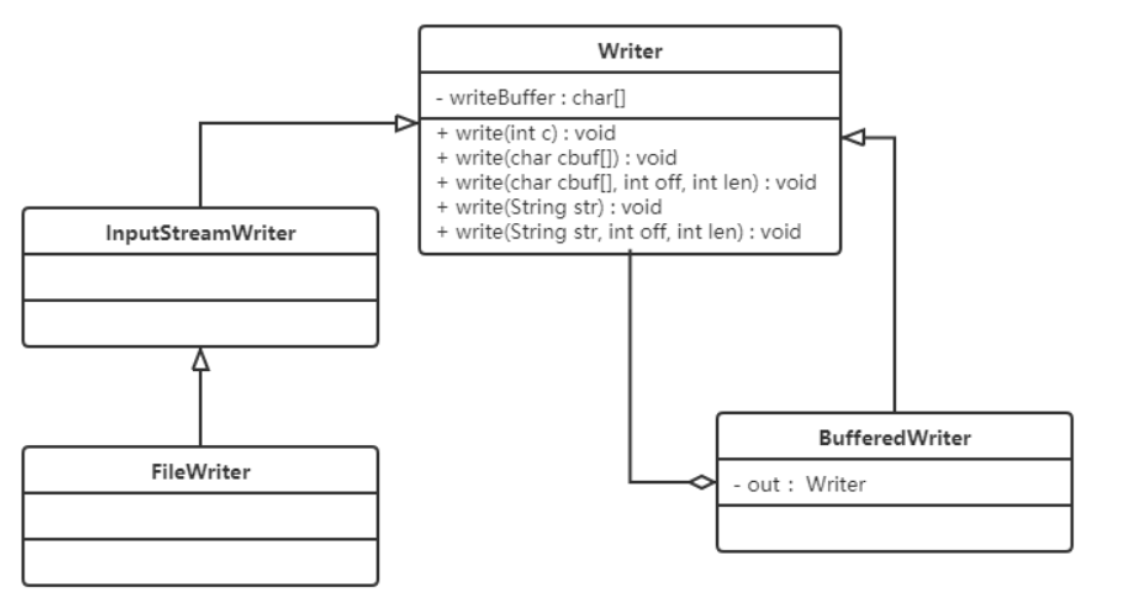 Writer
- writeBuffer : char[]
+ write(int c) : void
+ write(char cbuf[]) : void
+ write(char cbuf[], int off, int len) : void
+ write(String str) : void
+ write(String str, int off, int len) : void
InputStreamWriter
FileWriter
BufferedWriter
- out : Writer